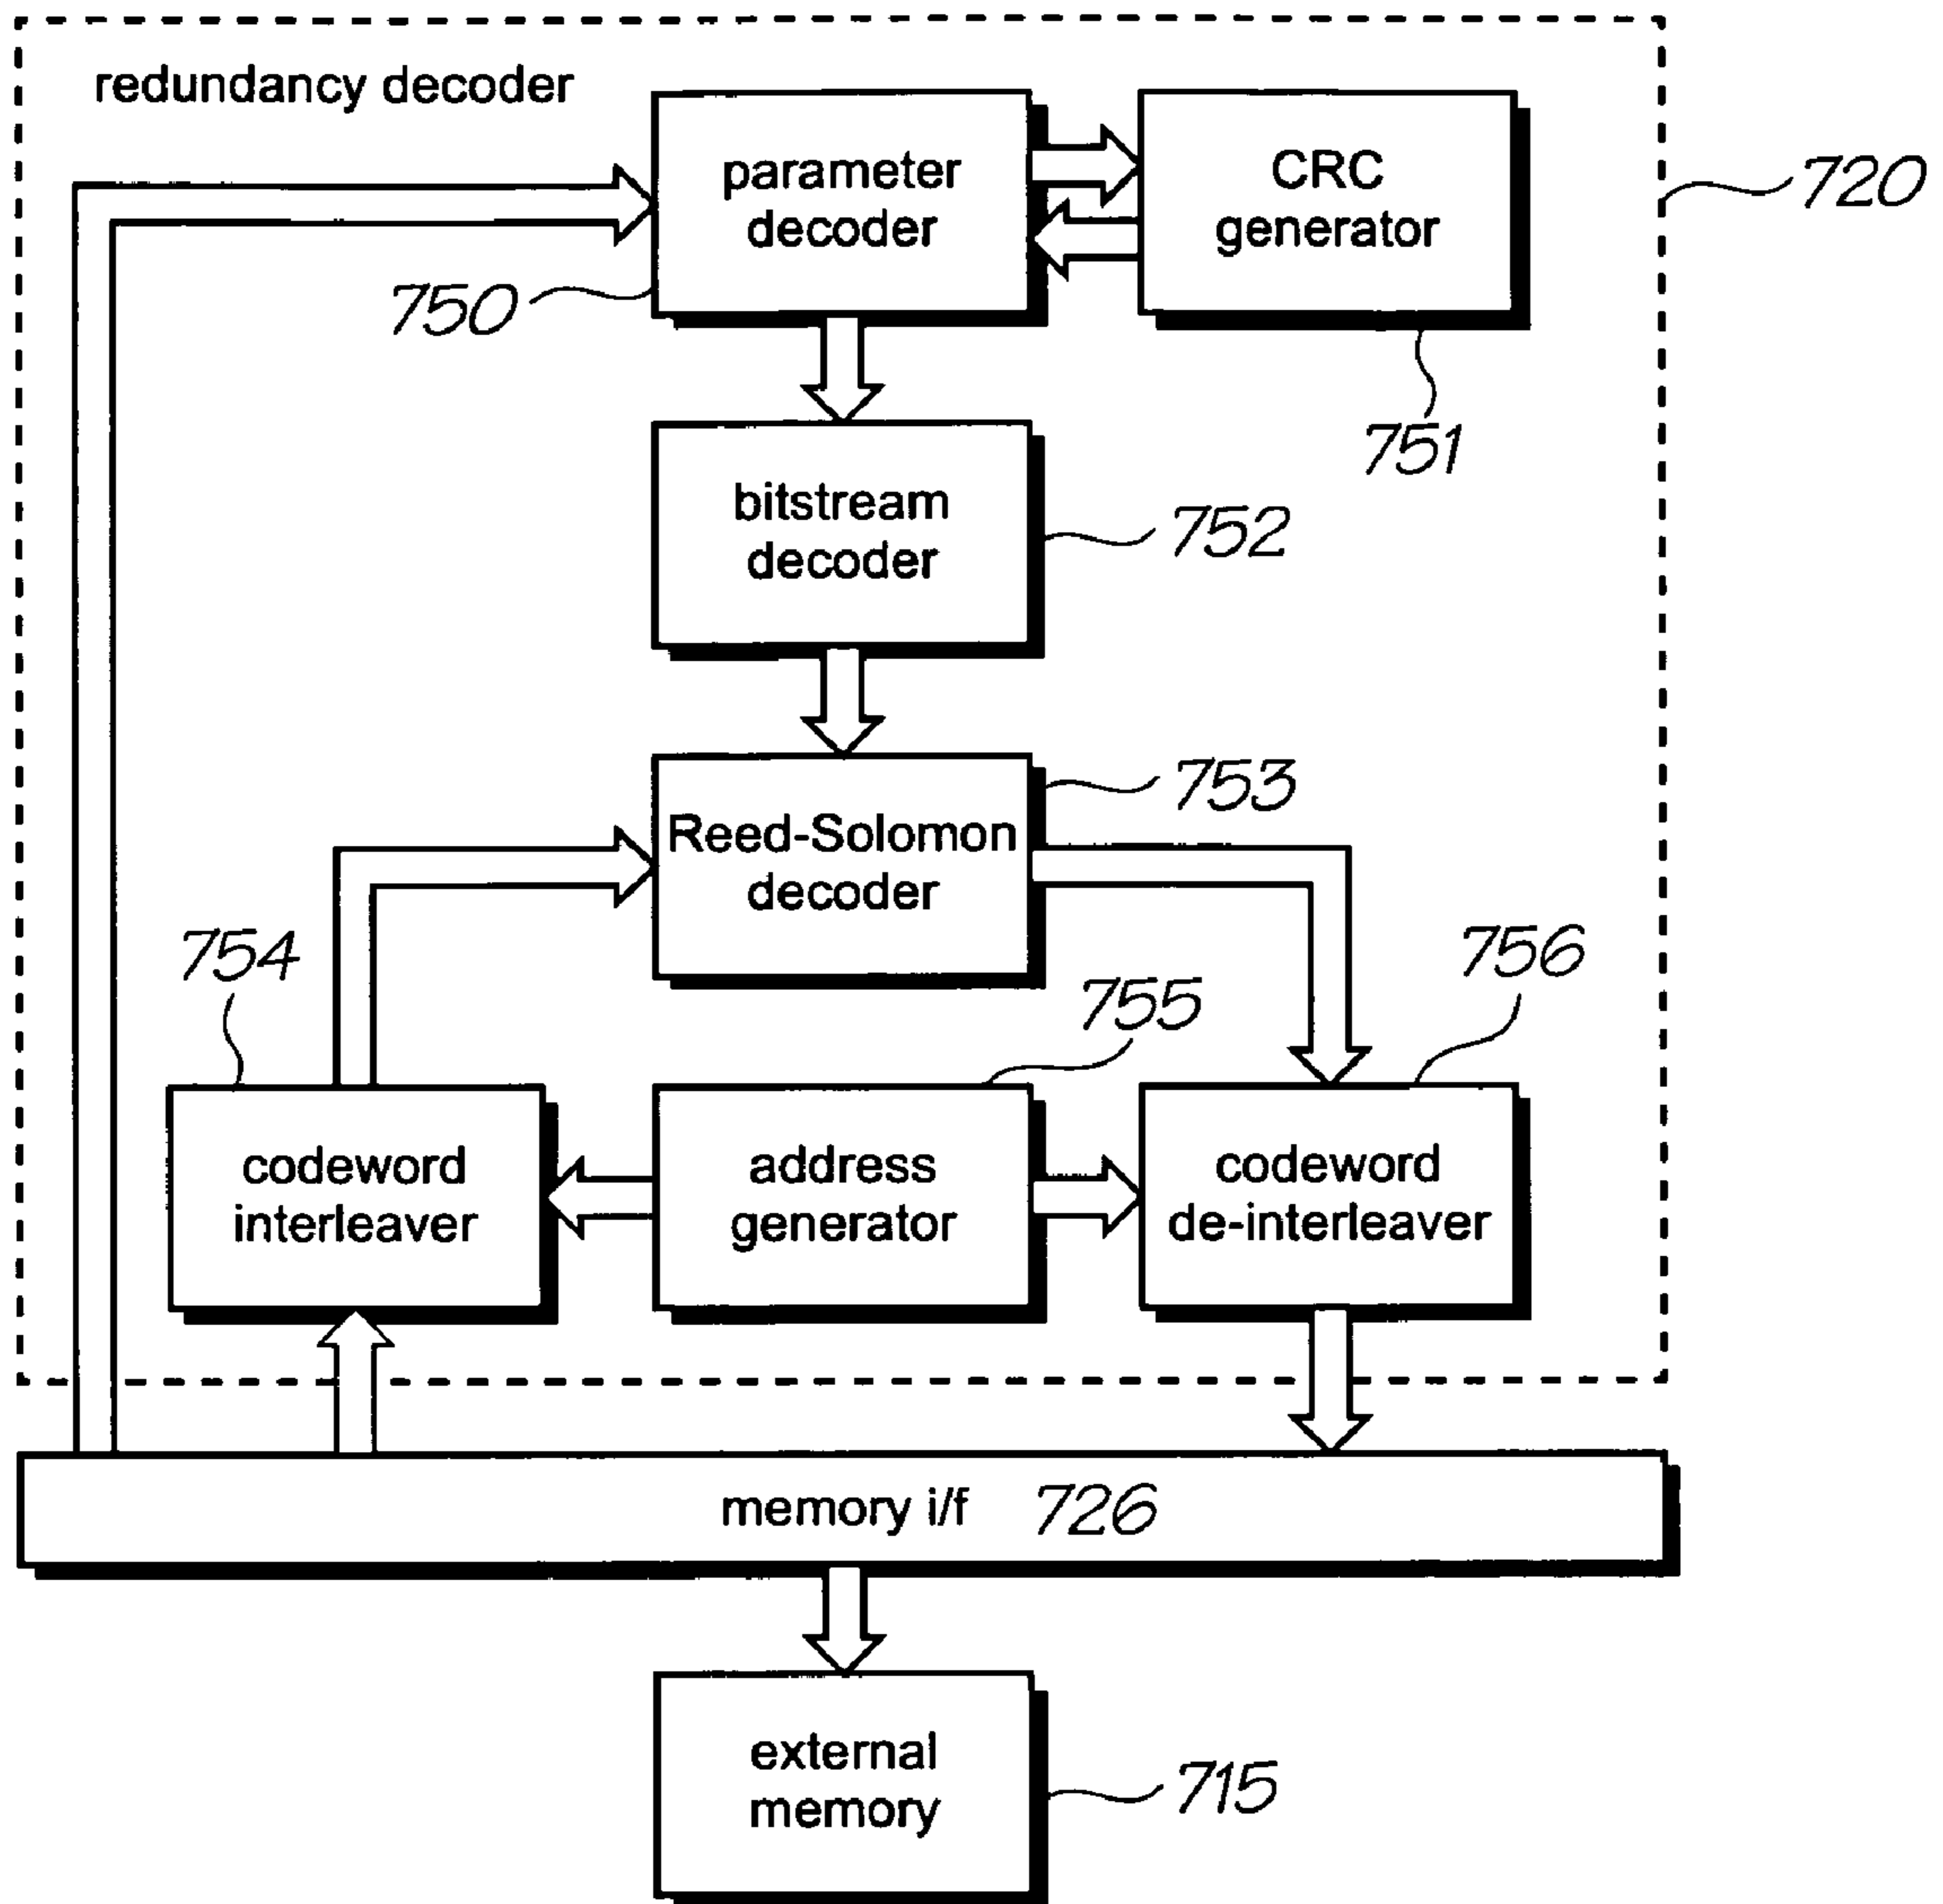 redundancy decoder
parameter
decoder
CRC
generator
720
750
751
bitstream
decoder
752
753
Reed-Solomon
decoder
754
755
756
codeword
interleaver
address
generator
codeword
de-interleaver
memory i/f 726
external
memory
715